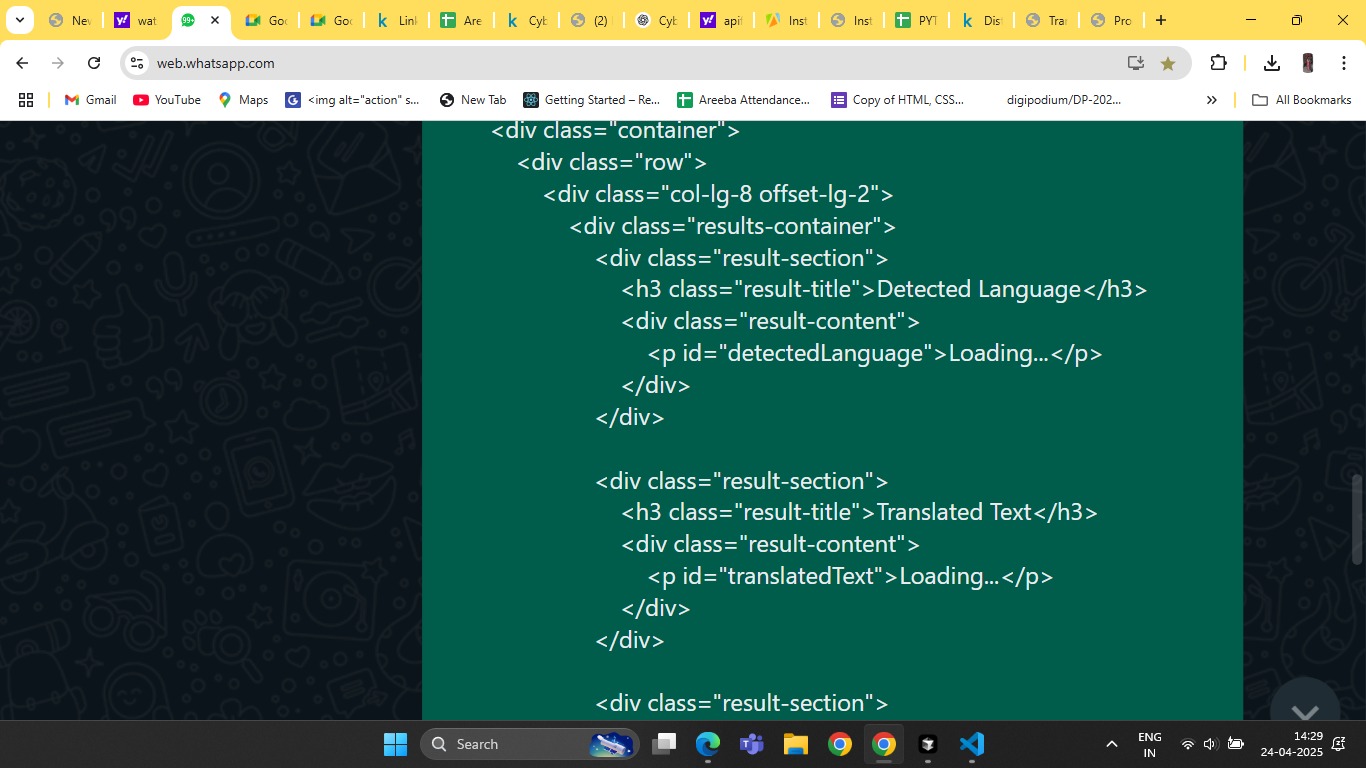 Nev
wat
99+
Goo
Goo
Link
Are
Cyb
(2)
Cyb
apif
Inst
Inst
PYT
Dist
Tra
Pro
web.whatsapp.com
Gmail
YouTube
Maps
<img alt="action" s...
New Tab
Getting Started – Re...
Areeba Attendance...
Copy of HTML, CSS...
digipodium/DP-202...
All Bookmarks
<div class="container">
<div class="row">
<div class="col-lg-8 offset-lg-2">
<div class="results-container">
<div class="result-section">
<h3 class="result-title">Detected Language</h3>
<div class="result-content">
<p id="detectedLanguage">Loading...</p>
</div>
</div>
<div class="result-section">
<h3 class="result-title">Translated Text</h3>
<div class="result-content">
<p id="translatedText">Loading...</p>
</div>
</div>
<div class="result-section">
Search
ENG
IN
14:29
24-04-2025